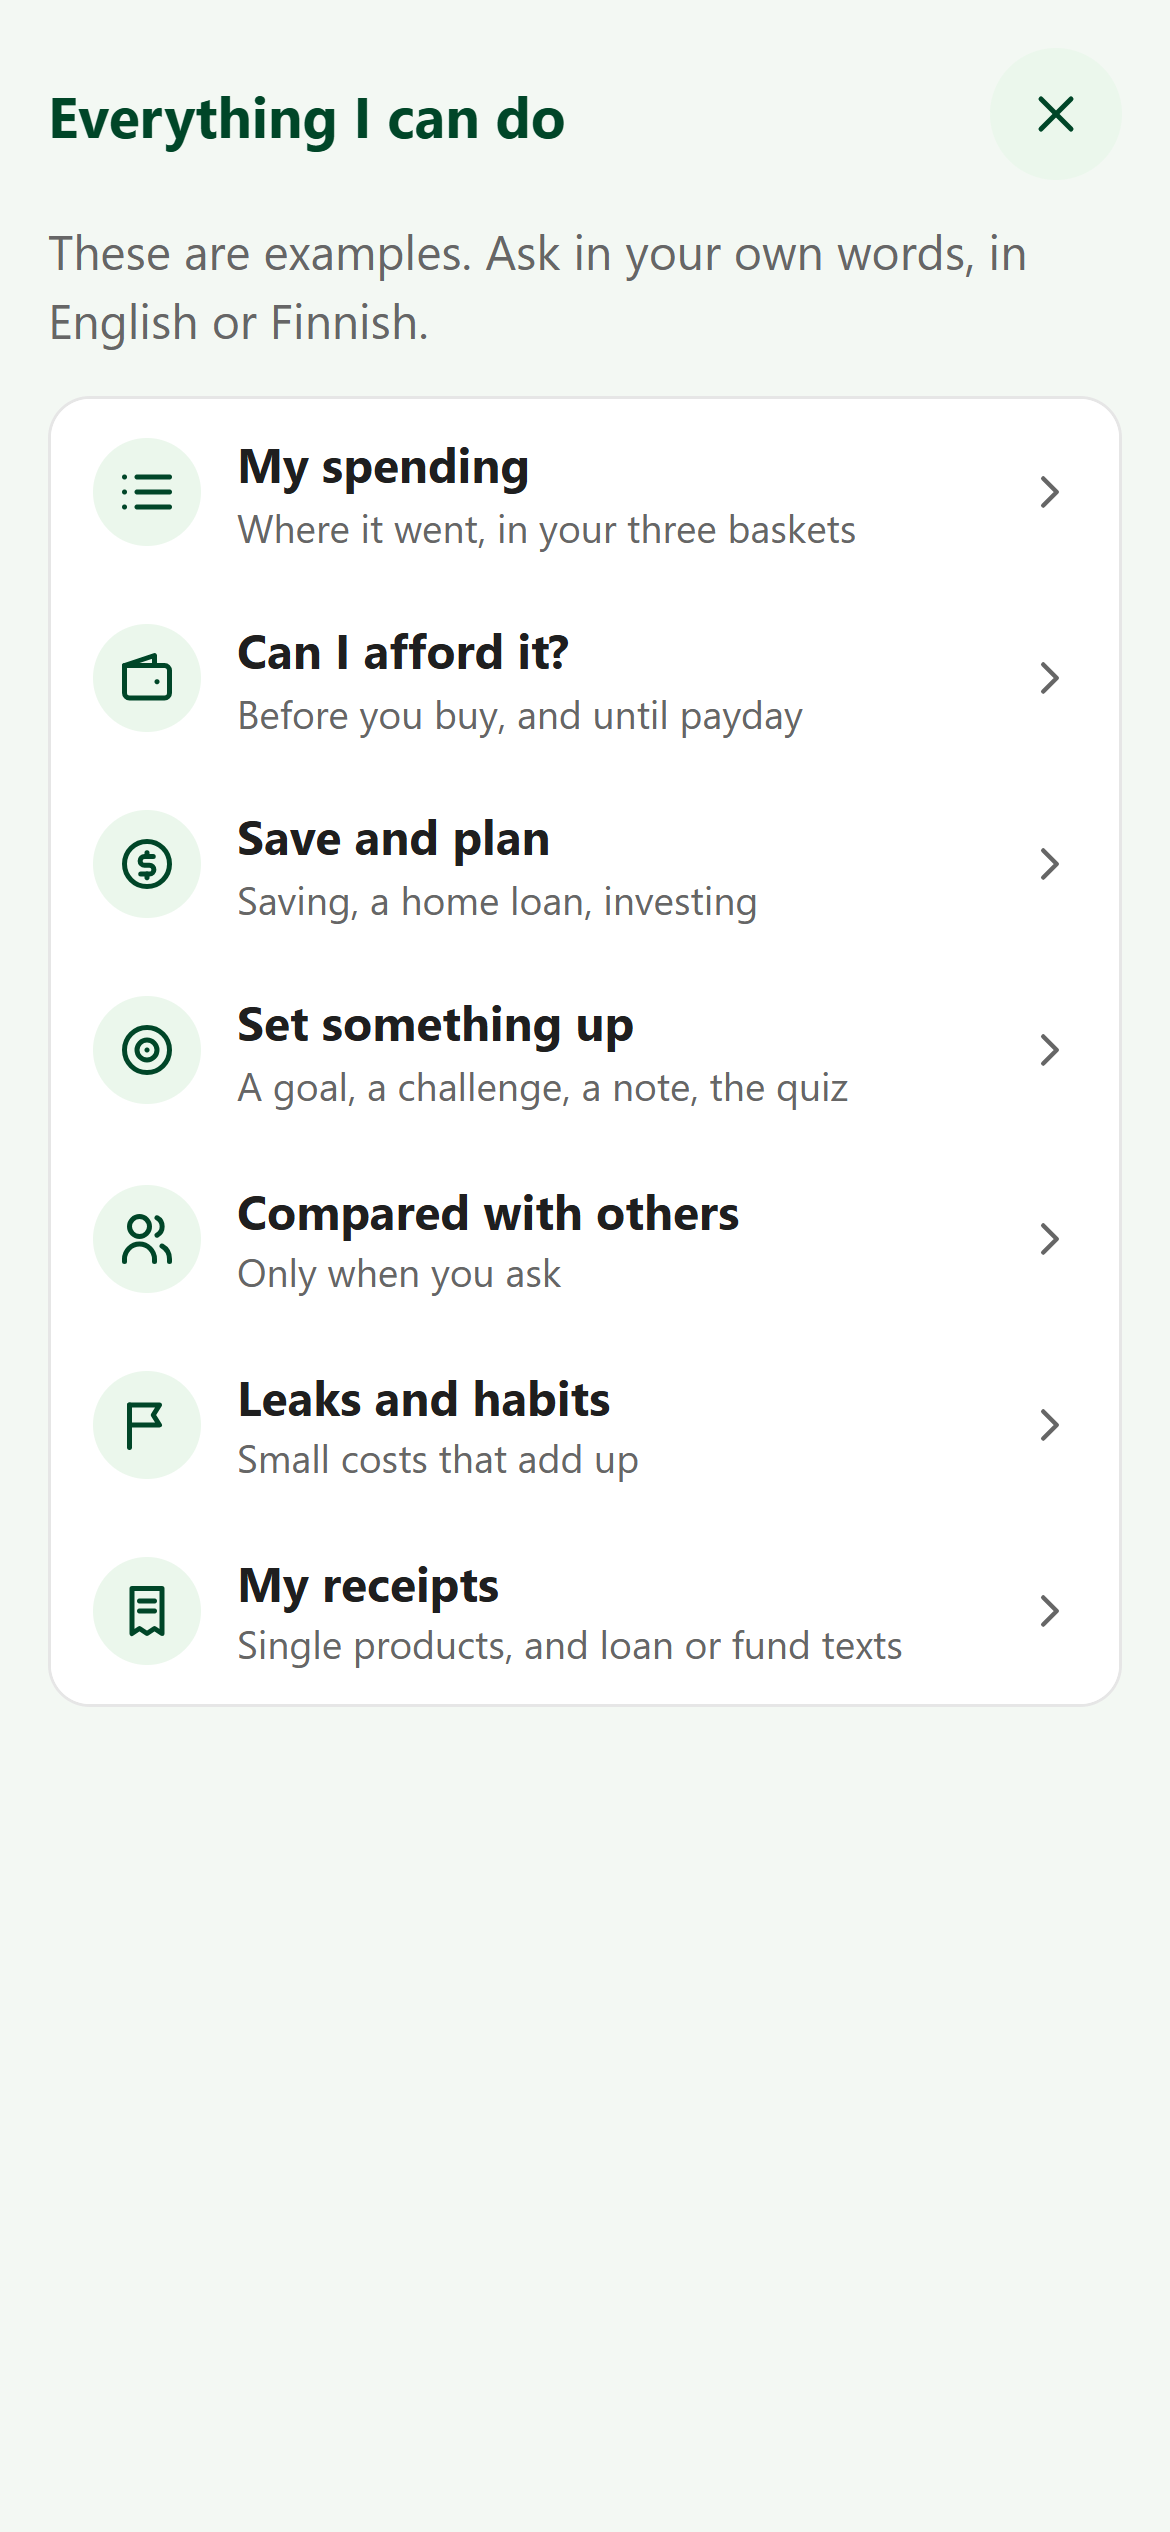 Everything I can do
These are examples. Ask in your own words, in
English or Finnish.
My spending
Where it went, in your three baskets
Can I afford it?
Before you buy, and until payday
Save and plan
Saving, a home loan, investing
Set something up
A goal, a challenge, a note, the quiz
Compared with others
Only when you ask
Leaks and habits
Small costs that add up
My receipts
Single products, and loan or fund texts